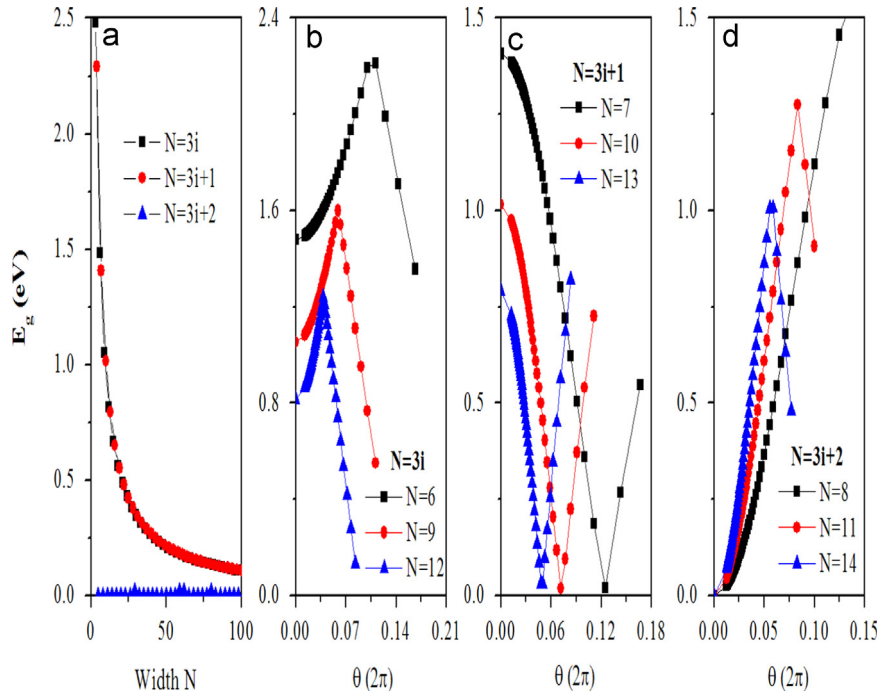 a
b
c
d
E_g (eV)
2.5
2.0
1.5
1.0
0.5
0.0
N=3i
N=3i+1
N=3i+2
50
100
Width N
2.4
1.6
0.8
0.0
N=3i
N=6
N=9
N=12
0.00
0.07
0.14
0.21
θ (2π)
1.5
1.0
0.5
0.0
N=3i+1
N=7
N=10
N=13
0.00
0.06
0.12
0.18
θ (2π)
1.5
1.0
0.5
0.0
N=3i+2
N=8
N=11
N=14
0.00
0.05
0.10
0.15
θ (2π)